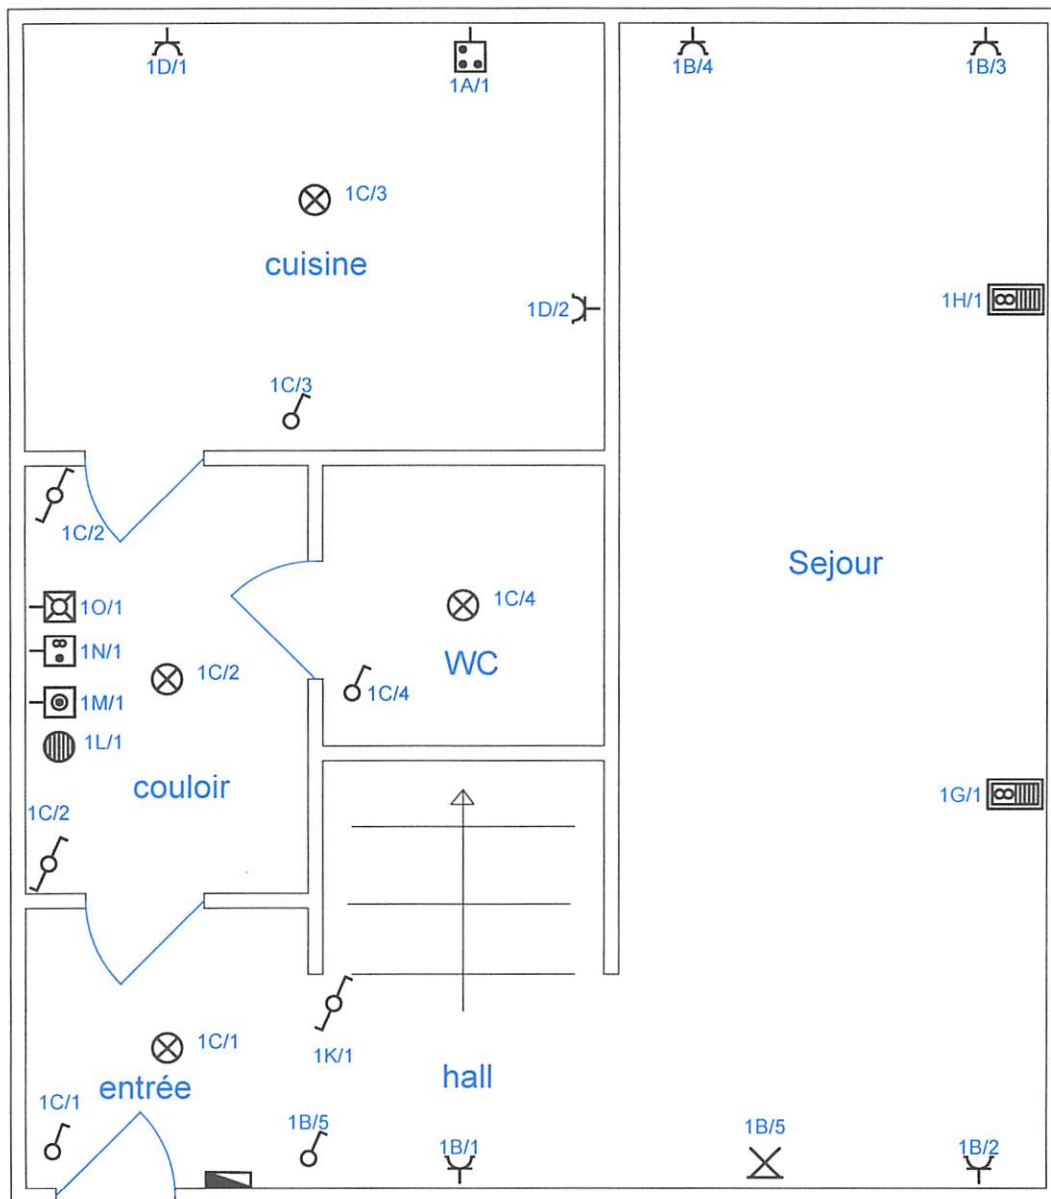 1D/1
1A/1
1B/4
1B/3
1C/3
cuisine
1D/2
1H/1
1C/3
1C/2
Sejour
1O/1
1C/4
1N/1
WC
1C/2
1C/4
1M/1
1L/1
couloir
1G/1
1C/2
1C/1
1K/1
hall
entrée
1C/1
1B/5
1B/1
1B/5
1B/2